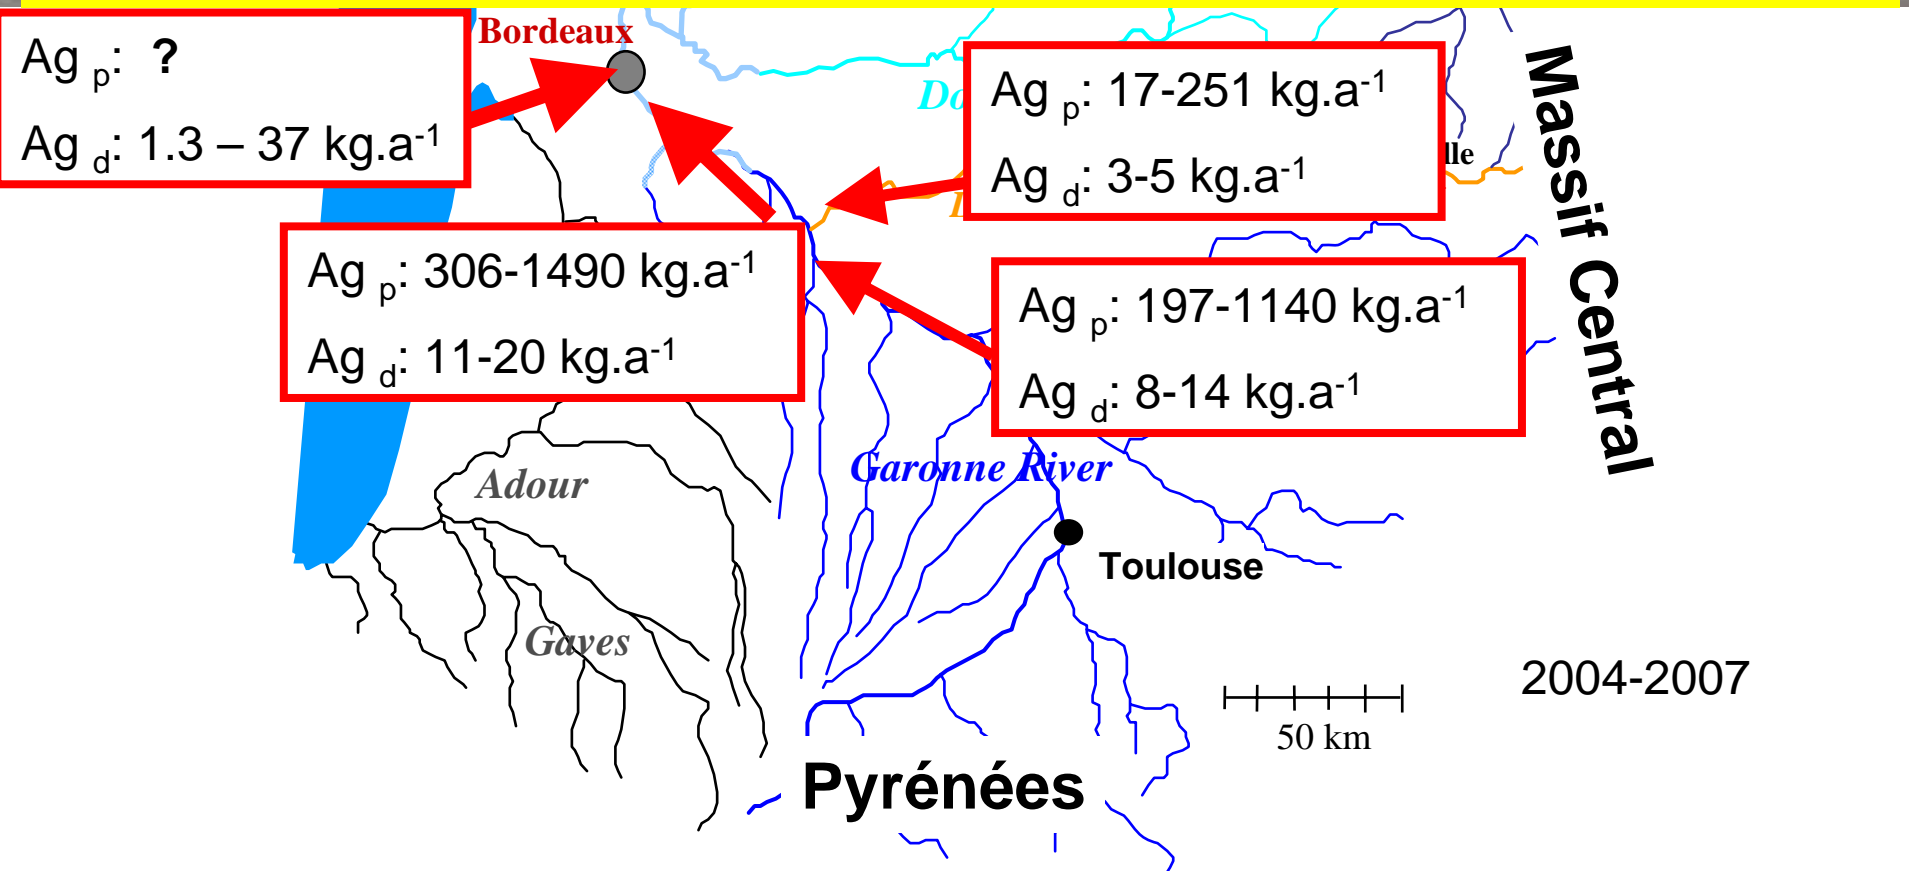 Bordeaux
Ag p: ?
Ag d: 1.3 – 37 kg.a-1
Ag p: 17-251 kg.a-1
Ag d: 3-5 kg.a-1
Ag p: 306-1490 kg.a-1
Ag d: 11-20 kg.a-1
Ag p: 197-1140 kg.a-1
Ag d: 8-14 kg.a-1
Massif Central
Adour
Garonne River
Toulouse
Gaves
2004-2007
50 km
Pyrénées